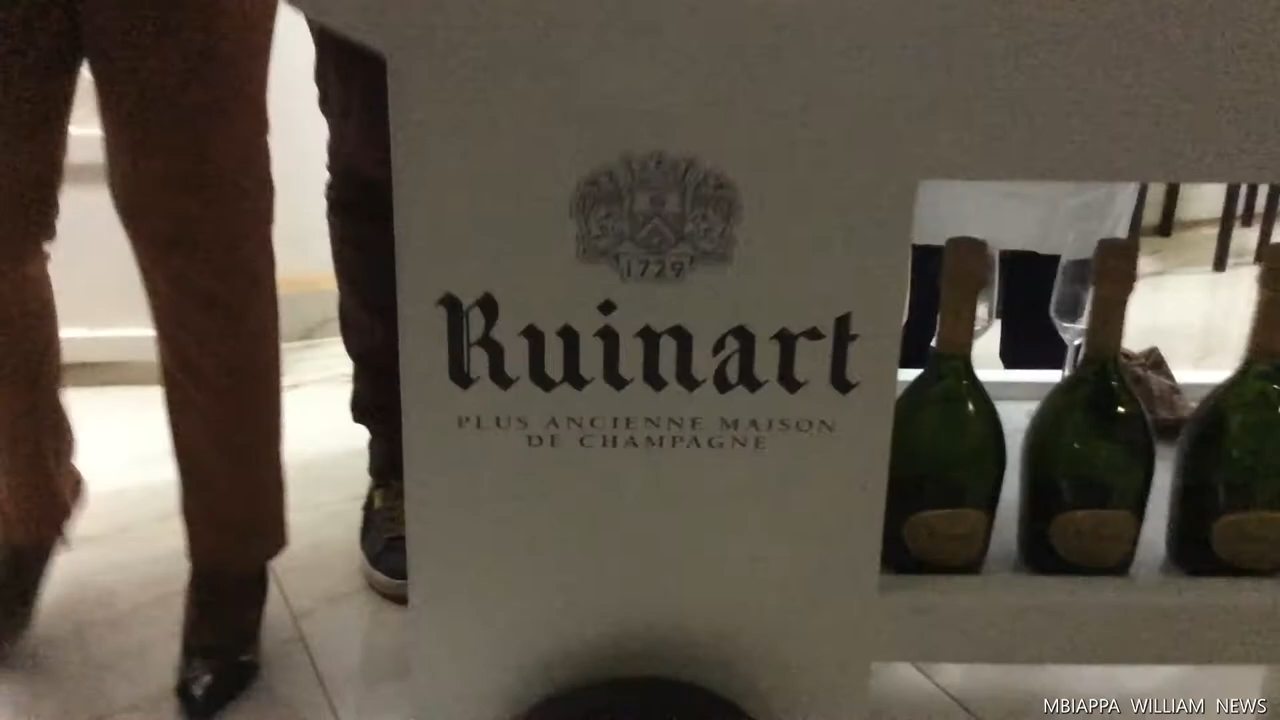 1729
Ruinart
PLUS ANCIENNE MAISON
DE CHAMPAGNE
MBIAPPA WILLIAM NEWS